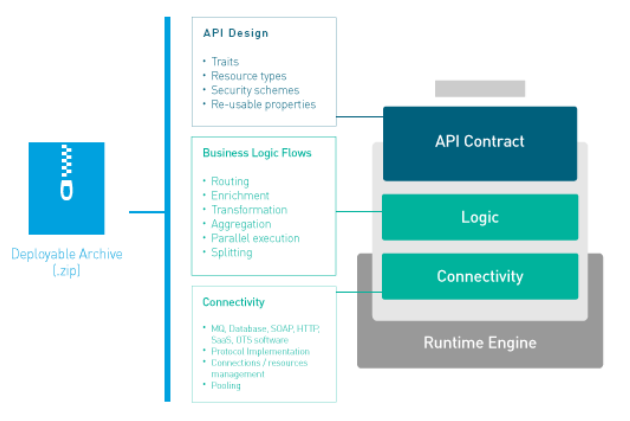 API Design
• Traits
• Resource types
• Security schemes
• Re-usable properties
Business Logic Flows
• Routing
• Enrichment
• Transformation
• Aggregation
• Parallel execution
• Splitting
Connectivity
• MQ, Database, SOAP, HTTP,
SaaS, OTS software
• Protocol Implementation
• Connections / resources
management
• Pooling
Deployable Archive
(.zip)
API Contract
Logic
Connectivity
Runtime Engine